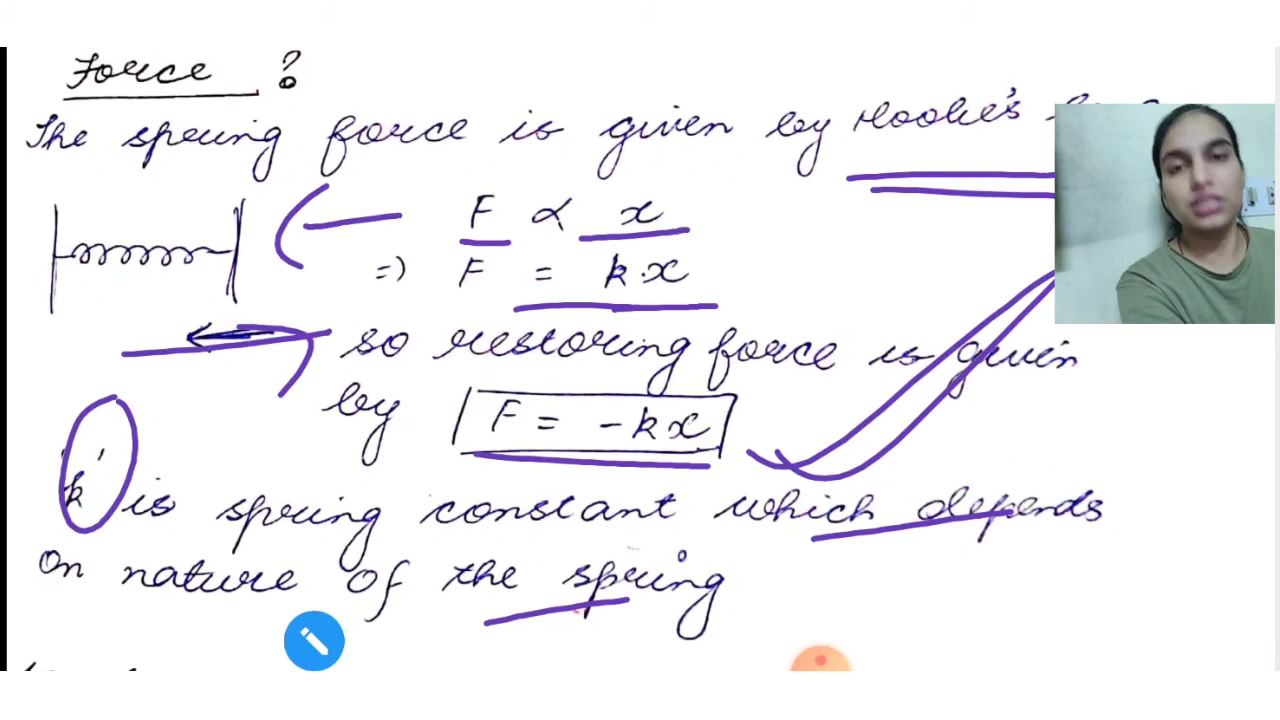 Force ?
The spring force is given by Hooke's
F ∝ x
=) F = k.x
so restoring force is given
by F = -kx
'k' is spring constant which depends
on nature of the spring